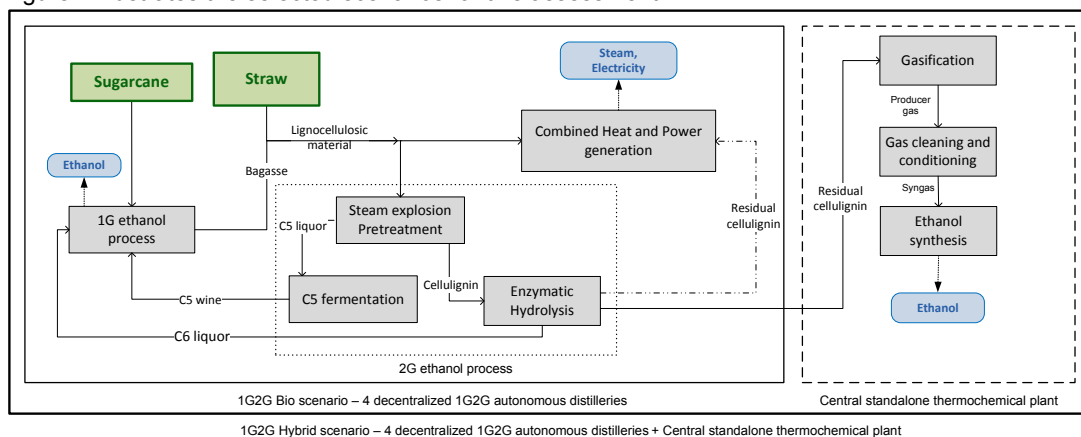 Sugarcane
Straw
Steam,
Electricity
Gasification
Producer
gas
Lignocellulosic
material
Combined Heat and Power
generation
Gas cleaning and
conditioning
Ethanol
Bagasse
1G ethanol
process
Steam explosion
Pretreatment
C5 liquor
Residual
cellulignin
Residual
cellulignin
Syngas
Ethanol
synthesis
Cellulignin
C5 fermentation
Enzymatic
Hydrolysis
C5 wine
Ethanol
C6 liquor
2G ethanol process
1G2G Bio scenario – 4 decentralized 1G2G autonomous distilleries
Central standalone thermochemical plant
1G2G Hybrid scenario – 4 decentralized 1G2G autonomous distilleries + Central standalone thermochemical plant